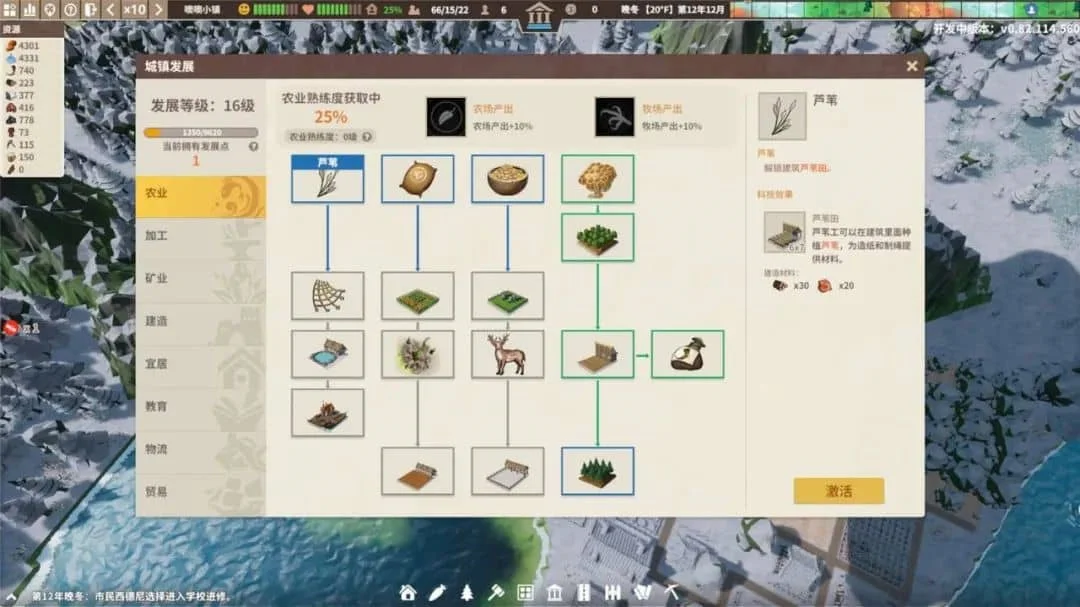 x10
噢噢小镇
25%
66/15/22
6
0
晚冬【20°F】第12年12月
开发中版本：v0.82.114.560
资源
4301
4331
740
223
377
416
778
73
115
150
0
x1
城镇发展
发展等级：16级
1350/9620
当前拥有发展点
1
农业
加工
矿业
建造
宜居
教育
物流
贸易
农业熟练度获取中
25%
农业熟练度：0级
农场产出
农场产出+10%
牧场产出
牧场产出+10%
芦苇
芦苇
芦苇
解锁建筑芦苇田。
科技效果
芦苇田
芦苇工可以在建筑里面种
植芦苇，为造纸和制绳提
供材料。
6x7
建造材料：
x30
x20
激活
第12年晚冬：市民西德尼选择进入学校进修。